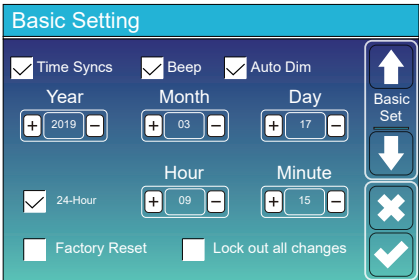 Basic Setting
Time Syncs Beep Auto Dim
Year Month Day
+ 2019 − + 03 − + 17 −
Basic
Set
Hour Minute
24-Hour + 09 − + 15 −
Factory Reset Lock out all changes